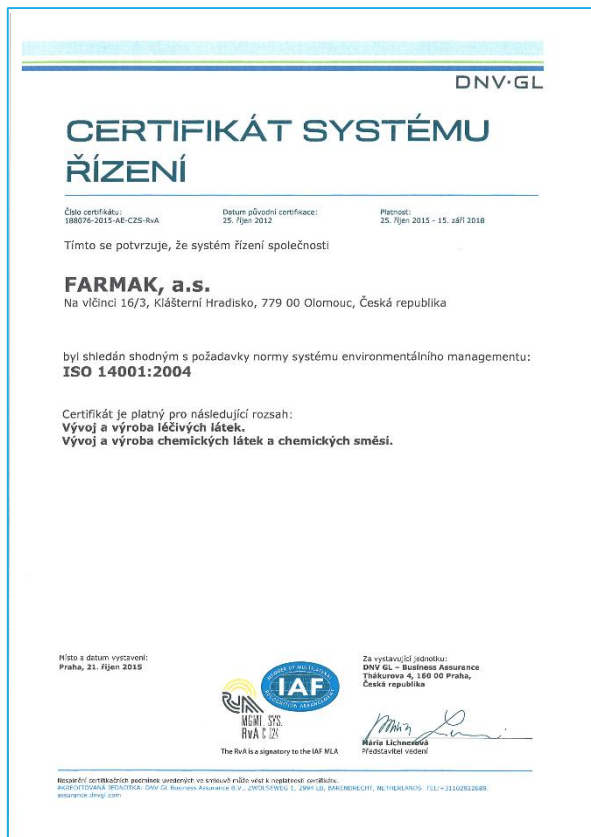 DNV·GL
CERTIFIKÁT SYSTÉMU
ŘÍZENÍ
Číslo certifikátu:
188076-2015-AE-CZS-RvA
Datum původní certifikace:
25. říjen 2012
Platnost:
25. říjen 2015 - 15. září 2018
Tímto se potvrzuje, že systém řízení společnosti
FARMAK, a.s.
Na vlčinci 16/3, Klášterní Hradisko, 779 00 Olomouc, Česká republika
byl shledán shodným s požadavky normy systému environmentálního managementu:
ISO 14001:2004
Certifikát je platný pro následující rozsah:
Vývoj a výroba léčivých látek.
Vývoj a výroba chemických látek a chemických směsí.
Místo a datum vystavení:
Praha, 21. říjen 2015
MEMBER OF MULTILATERAL
RECOGNITION ARRANGEMENT
IAF
RvA
MGMT. SYS.
RvA C 024
The RvA is a signatory to the IAF MLA
Za vystavující jednotku:
DNV GL – Business Assurance
Thákurova 4, 160 00 Praha,
Česká republika
Mária Lichnerová
Představitel vedení
Nesplnění certifikačních podmínek uvedených ve smlouvě může vést k neplatnosti certifikátu.
AKREDITOVANÁ JEDNOTKA: DNV GL Business Assurance B.V., ZWOLSEWEG 1, 2994 LB, BARENDRECHT, NETHERLANDS. TEL:+31102922689.
assurance.dnvgl.com